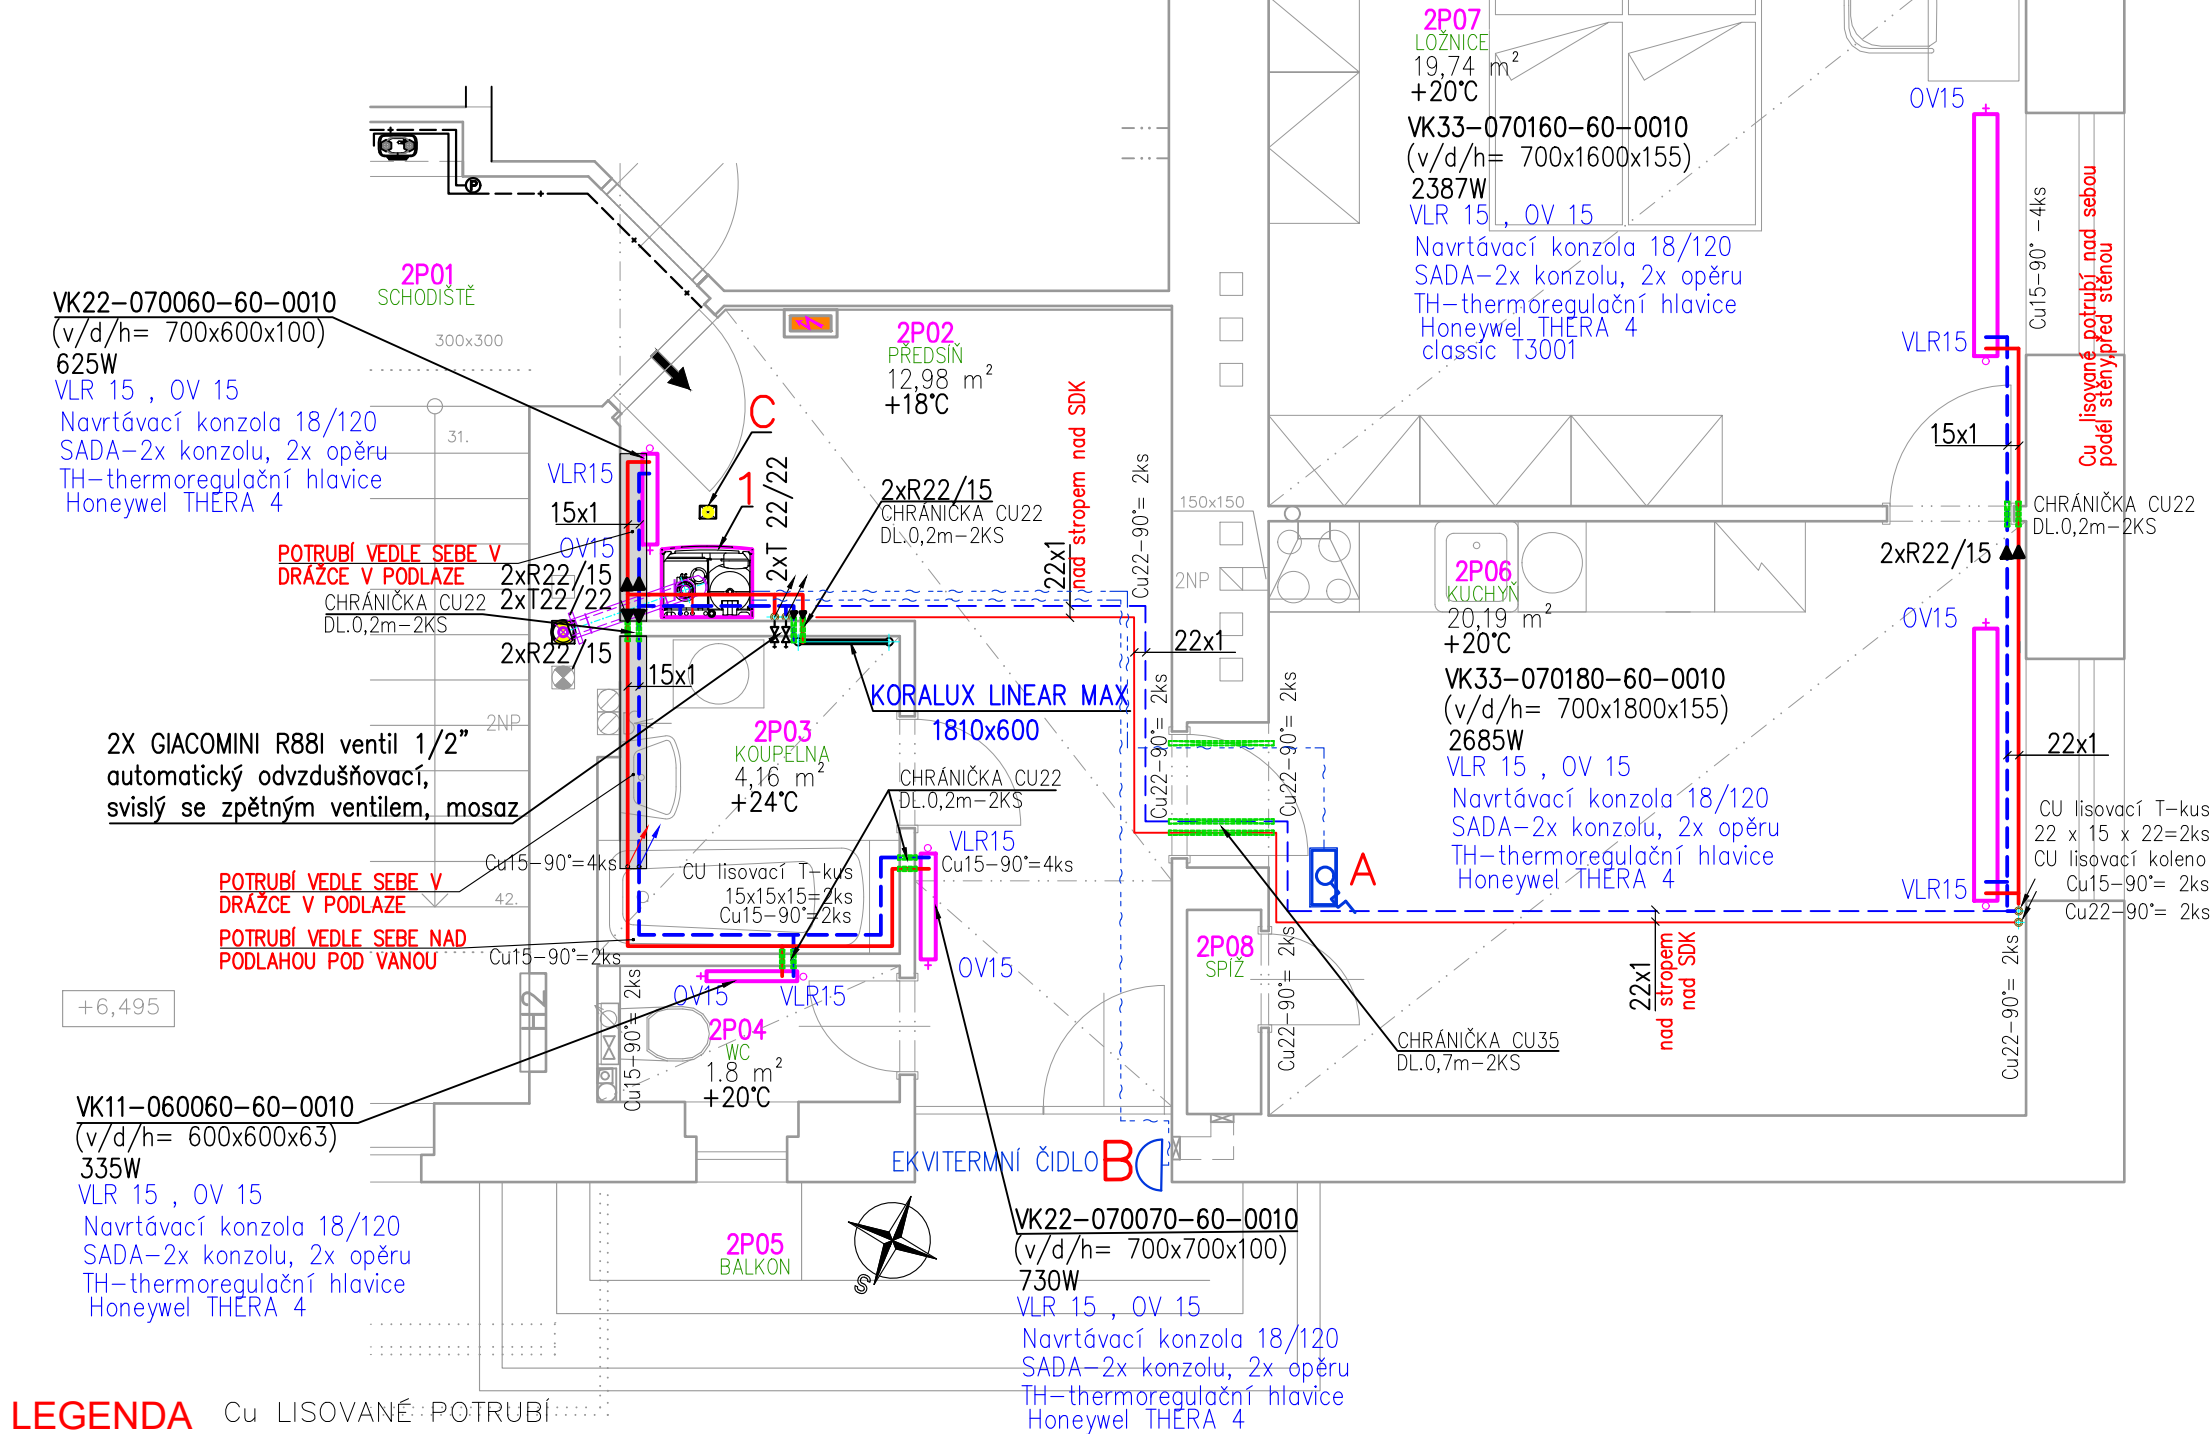 2P07
LOŽNICE
19,74 m²
+20°C
VK33-070160-60-0010
(v/d/h= 700x1600x155)
2387W
VLR 15 , OV 15
Navrtávací konzola 18/120
SADA-2x konzolu, 2x opěru
TH-thermoregulační hlavice
Honeywel THERA 4
classic T3001
OV15
Cu15-90° -4ks
Cu lisované potrubí nad sebou
podél stěny,před stěnou
VLR15
15x1
2P01
SCHODIŠTĚ
300x300
VK22-070060-60-0010
(v/d/h= 700x600x100)
625W
VLR 15 , OV 15
Navrtávací konzola 18/120
SADA-2x konzolu, 2x opěru
TH-thermoregulační hlavice
Honeywel THERA 4
P
31.
2P02
PŘEDSÍŇ
12,98 m²
+18°C
C
1
VLR15
15x1
OV15
2xT 22/22
2xR22/15
CHRÁNIČKA CU22
DL.0,2m-2KS
22x1
nad stropem nad SDK
Cu22-90°= 2ks
150x150
2NP
CHRÁNIČKA CU22
DL.0,2m-2KS
2xR22/15
POTRUBÍ VEDLE SEBE V
DRÁŽCE V PODLAZE
2xR22/15
2xT22/22
CHRÁNIČKA CU22
DL.0,2m-2KS
2xR22/15
15x1
2P06
KUCHYŇ
20,19 m²
+20°C
VK33-070180-60-0010
(v/d/h= 700x1800x155)
2685W
VLR 15 , OV 15
Navrtávací konzola 18/120
SADA-2x konzolu, 2x opěru
TH-thermoregulační hlavice
Honeywel THERA 4
OV15
22x1
22x1
Cu22-90°= 2ks
Cu22-90°= 2ks
KORALUX LINEAR MAX
1810x600
2NP
2X GIACOMINI R88I ventil 1/2”
automatický odvzdušňovací,
svislý se zpětným ventilem, mosaz
2P03
KOUPELNA
4,16 m²
+24°C
CHRÁNIČKA CU22
DL.0,2m-2KS
VLR15
Cu15-90°=4ks
Cu15-90°=4ks
CU lisovací T-kus
15x15x15=2ks
Cu15-90°=2ks
CU lisovací T-kus
22 x 15 x 22=2ks
CU lisovací koleno
Cu15-90°= 2ks
Cu22-90°= 2ks
VLR15
A
POTRUBÍ VEDLE SEBE V
DRÁŽCE V PODLAZE
42.
POTRUBÍ VEDLE SEBE NAD
PODLAHOU POD VANOU
Cu15-90°=2ks
OV15
OV15
VLR15
2P08
SPÍŽ
Cu22-90°= 2ks
22x1
nad stropem
nad SDK
Cu22-90°= 2ks
+6,495
H2
Cu15-90°= 2ks
2P04
WC
1.8 m²
+20°C
CHRÁNIČKA CU35
DL.0,7m-2KS
VK11-060060-60-0010
(v/d/h= 600x600x63)
335W
VLR 15 , OV 15
Navrtávací konzola 18/120
SADA-2x konzolu, 2x opěru
TH-thermoregulační hlavice
Honeywel THERA 4
EKVITERMNÍ ČIDLO
B
2P05
BALKON
S
VK22-070070-60-0010
(v/d/h= 700x700x100)
730W
VLR 15 , OV 15
Navrtávací konzola 18/120
SADA-2x konzolu, 2x opěru
TH-thermoregulační hlavice
Honeywel THERA 4
LEGENDA Cu LISOVANÉ POTRUBÍ